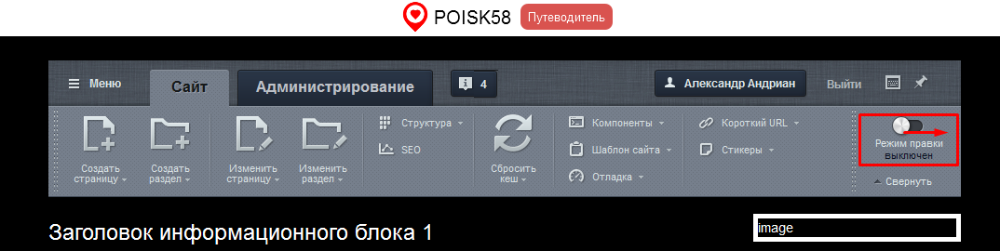 POISK58 Путеводитель
Меню Сайт Администрирование 4 Александр Андриан Выйти
Создать страницу
Создать раздел
Изменить страницу
Изменить раздел
Структура
SEO
Сбросить кеш
Компоненты
Шаблон сайта
Отладка
Короткий URL
Стикеры
Режим правки
выключен
Свернуть
Заголовок информационного блока 1
image